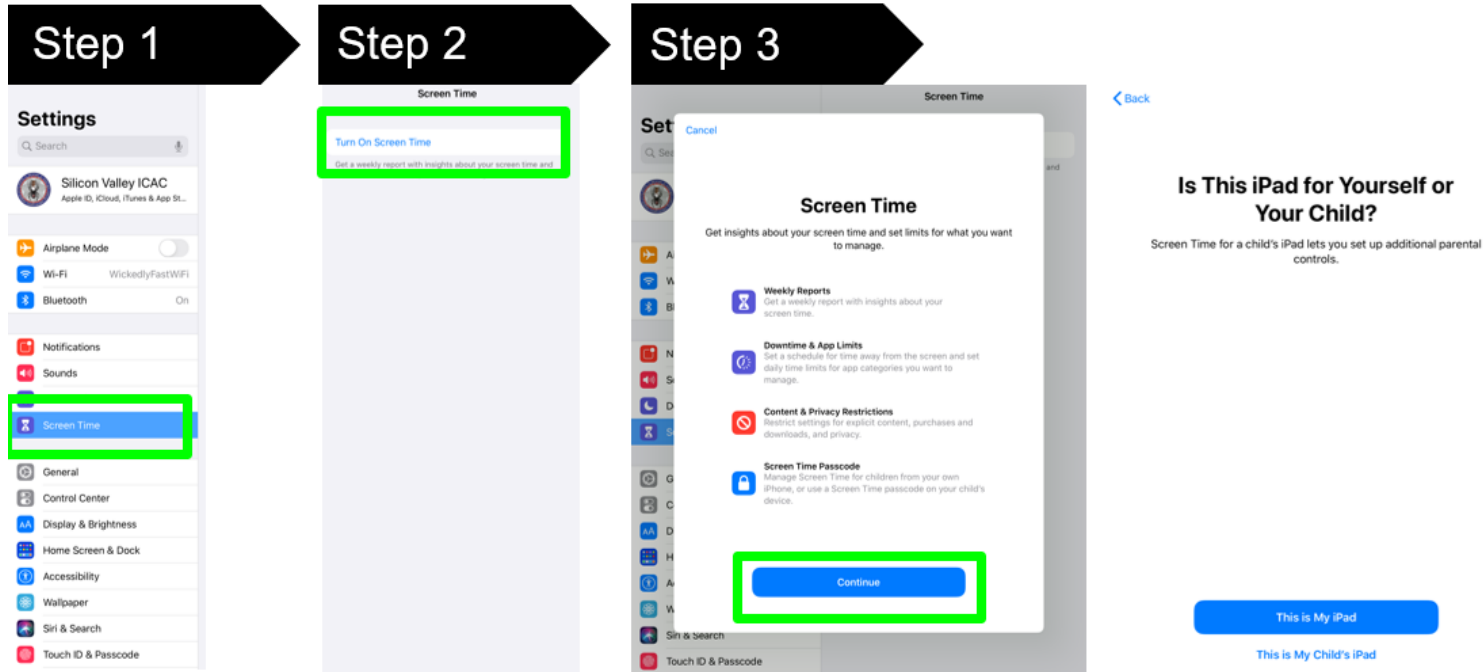 Step 1
Settings
Search
Silicon Valley ICAC
Apple ID, iCloud, iTunes & App St...
Airplane Mode
Wi-Fi WickedlyFastWiFi
Bluetooth On
Notifications
Sounds
Screen Time
General
Control Center
Display & Brightness
Home Screen & Dock
Accessibility
Wallpaper
Siri & Search
Touch ID & Passcode
Step 2
Screen Time
Turn On Screen Time
Get a weekly report with insights about your screen time and
Step 3
Screen Time
Set
Sea
and
Cancel
Screen Time
Get insights about your screen time and set limits for what you want
to manage.
Weekly Reports
Get a weekly report with insights about your
screen time.
Downtime & App Limits
Set a schedule for time away from the screen and set
daily time limits for app categories you want to
manage.
Content & Privacy Restrictions
Restrict settings for explicit content, purchases and
downloads, and privacy.
Screen Time Passcode
Manage Screen Time for children from your own
iPhone, or use a Screen Time passcode on your child's
device.
Continue
Siri & Search
Touch ID & Passcode
Back
Is This iPad for Yourself or
Your Child?
Screen Time for a child's iPad lets you set up additional parental
controls.
This is My iPad
This is My Child's iPad